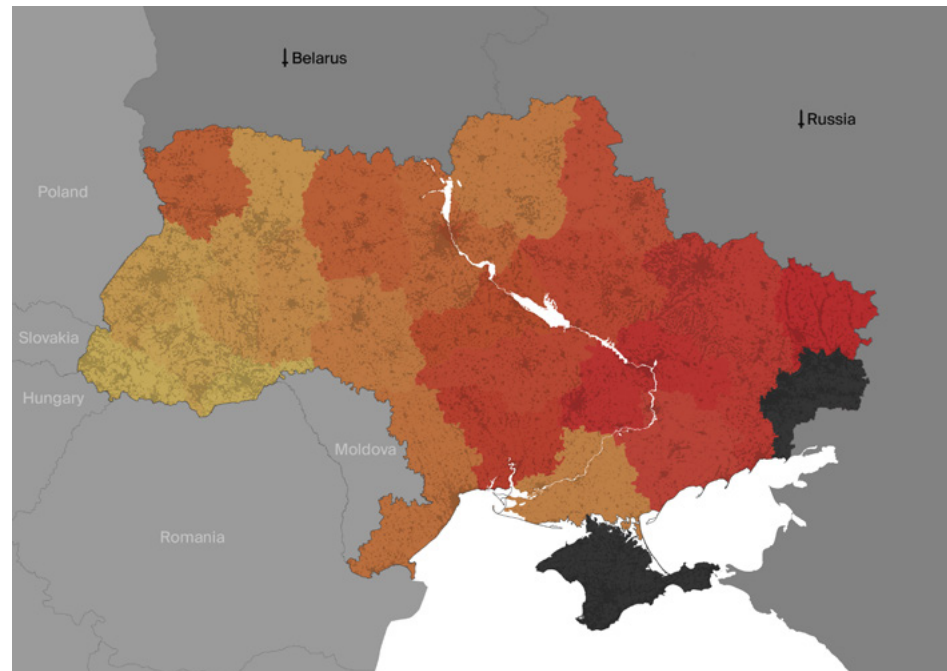 Belarus
Russia
Poland
Slovakia
Hungary
Moldova
Romania